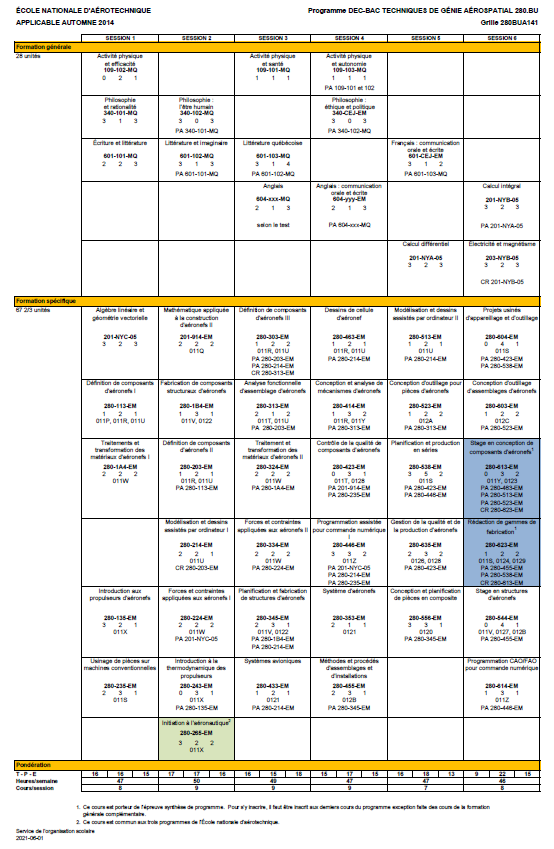 ÉCOLE NATIONALE D'AÉROTECHNIQUE
Programme DEC-BAC TECHNIQUES DE GÉNIE AÉROSPATIAL 280.BU
APPLICABLE AUTOMNE 2014
Grille 280BUA141
SESSION 1 SESSION 2 SESSION 3 SESSION 4 SESSION 5 SESSION 6
Formation générale
28 unités
Activité physique
et efficacité
109-102-MQ
0 2 1
Activité physique
et santé
109-101-MQ
1 1 1
Activité physique
et autonomie
109-103-MQ
1 1 1
PA 109-101 et 102
Philosophie
et rationalité
340-101-MQ
3 1 3
Philosophie :
l'être humain
340-102-MQ
3 0 3
PA 340-101-MQ
Philosophie :
éthique et politique
340-CEJ-EM
3 0 3
PA 340-102-MQ
Écriture et littérature
601-101-MQ
2 2 3
Littérature et imaginaire
601-102-MQ
3 1 3
PA 601-101-MQ
Littérature québécoise
601-103-MQ
3 1 4
PA 601-102-MQ
Français : communication
orale et écrite
601-CEJ-EM
3 1 2
PA 601-103-MQ
Anglais
604-xxx-MQ
2 1 3
selon le test
Anglais : communication
orale et écrite
604-yyy-EM
2 1 3
PA 604-xxx-MQ
Calcul intégral
201-NYB-05
3 2 3
PA 201-NYA-05
Calcul différentiel
201-NYA-05
3 2 3
Électricité et magnétisme
203-NYB-05
3 2 3
CR 201-NYB-05
Formation spécifique
67 2/3 unités
Algèbre linéaire et
géométrie vectorielle
201-NYC-05
3 2 3
Mathématique appliquée
à la construction
d'aéronefs II
201-914-EM
2 2 2
011Q
Définition de composants
d'aéronefs III
280-303-EM
1 2 2
011R, 011U
PA 280-203-EM
PA 280-214-EM
CR 280-313-EM
Dessins de cellule
d'aéronef
280-463-EM
1 2 1
011R, 011U
PA 280-214-EM
Modélisation et dessins
assistés par ordinateur II
280-513-EM
1 2 1
011U
PA 280-214-EM
Projets usinés
d'appareillage et d'outillage
280-604-EM
0 4 1
011S
PA 280-423-EM
PA 280-538-EM
Définition de composants
d'aéronefs I
280-113-EM
1 2 1
011P, 011R, 011U
Fabrication de composants
structuraux d'aéronefs
280-1B4-EM
1 3 1
011V, 0122
Analyse fonctionnelle
d'assemblage d'aéronefs
280-313-EM
2 1 2
011T, 011U
PA 280-203-EM
Conception et analyse de
mécanismes d'aéronefs
280-414-EM
1 3 2
011R, 011Y
PA 280-313-EM
Conception d'outillage pour
pièces d'aéronefs
280-523-EM
1 2 2
012A
PA 280-313-EM
Conception d'outillage
d'assemblages d'aéronefs
280-603-EM
1 2 2
012C
PA 280-523-EM
Traitements et
transformation des
matériaux d'aéronefs I
280-1A4-EM
2 2 2
011W
Définition de composants
d'aéronefs II
280-203-EM
1 2 1
011R, 011U
PA 280-113-EM
Traitement et
transformation des
matériaux d'aéronefs II
280-324-EM
2 2 2
011W
PA 280-1A4-EM
Contrôle de la qualité de
composants d'aéronefs
280-423-EM
0 3 1
011T, 0128
PA 201-914-EM
PA 280-235-EM
Planification et production
en séries
280-538-EM
3 5 2
011S
PA 280-423-EM
PA 280-446-EM
Stage en conception de
composants d'aéronefs1
280-613-EM
0 3 2
011Y, 0123
PA 280-463-EM
PA 280-513-EM
PA 280-523-EM
CR 280-623-EM
Modélisation et dessins
assistés par ordinateur I
280-214-EM
2 2 1
011U
CR 280-203-EM
Forces et contraintes
appliquées aux aéronefs II
280-334-EM
2 2 2
011W
PA 280-224-EM
Programmation assistée
pour commande numérique
I
280-446-EM
3 3 2
011Z
PA 201-NYC-05
PA 280-214-EM
PA 280-235-EM
Gestion de la qualité et de
la production d'aéronefs
280-635-EM
2 3 2
0126, 0128
PA 280-423-EM
Rédaction de gammes de
fabrication1
280-623-EM
1 2 2
011S, 0124, 0129
PA 280-455-EM
PA 280-538-EM
CR 280-613-EM
Introduction aux
propulseurs d'aéronefs
280-135-EM
2 3 1
011X
Forces et contraintes
appliquées aux aéronefs I
280-224-EM
2 2 2
011W
PA 201-NYC-05
Planification et fabrication
de structures d'aéronefs
280-345-EM
2 3 1
011V, 0122
PA 280-1B4-EM
PA 280-214-EM
Système d'aéronefs
280-353-EM
2 1 1
0121
Conception et planification
de pièces en composite
280-556-EM
3 3 1
0120
PA 280-345-EM
Stage en structures
d'aéronefs
280-544-EM
0 4 1
011V, 0127, 012B
PA 280-455-EM
Usinage de pièces sur
machines conventionnelles
280-235-EM
2 3 1
011S
Introduction à la
thermodynamique des
propulseurs
280-243-EM
0 3 1
011X
PA 280-135-EM
Systèmes avioniques
280-433-EM
1 2 1
0121
PA 280-214-EM
Méthodes et procédés
d'assemblages et
d'installations
280-455-EM
2 3 2
012B
PA 280-345-EM
Programmation CAO/FAO
pour commande numérique
280-614-EM
1 3 1
011Z
PA 280-446-EM
Initiation à l'aéronautique2
280-265-EM
3 2 2
011X
Pondération
T - P - E 16 16 15 17 17 16 16 15 18 15 17 15 16 18 13 9 22 15
Heures/semaine 47 50 49 47 47 46
Cours/session 8 9 9 9 7 8
1. Ce cours est porteur de l'épreuve synthèse de programme. Pour s'y inscrire, il faut être inscrit aux derniers cours du programme exception faite des cours de la formation
générale complémentaire.
2. Ce cours est commun aux trois programmes de l'École nationale d'aérotechnique.
Service de l'organisation scolaire
2021-06-01